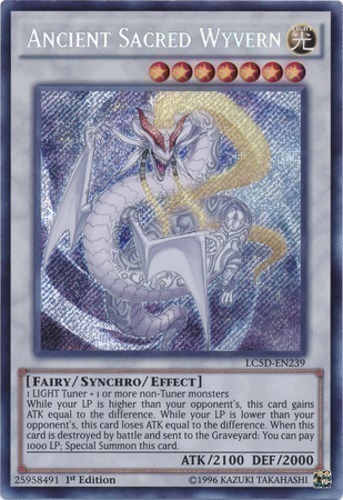 ANCIENT SACRED WYVERN
光
LC5D-EN239
[FAIRY/SYNCHRO/EFFECT]
1 LIGHT Tuner + 1 or more non-Tuner monsters
While your LP is higher than your opponent's, this card gains
ATK equal to the difference. While your LP is lower than
your opponent's, this card loses ATK equal to the difference. When
this card is destroyed by battle and sent to the Graveyard: You can pay
1000 LP; Special Summon this card.
ATK/2100 DEF/2000
25958491 1st Edition ©1996 KAZUKI TAKAHASHI